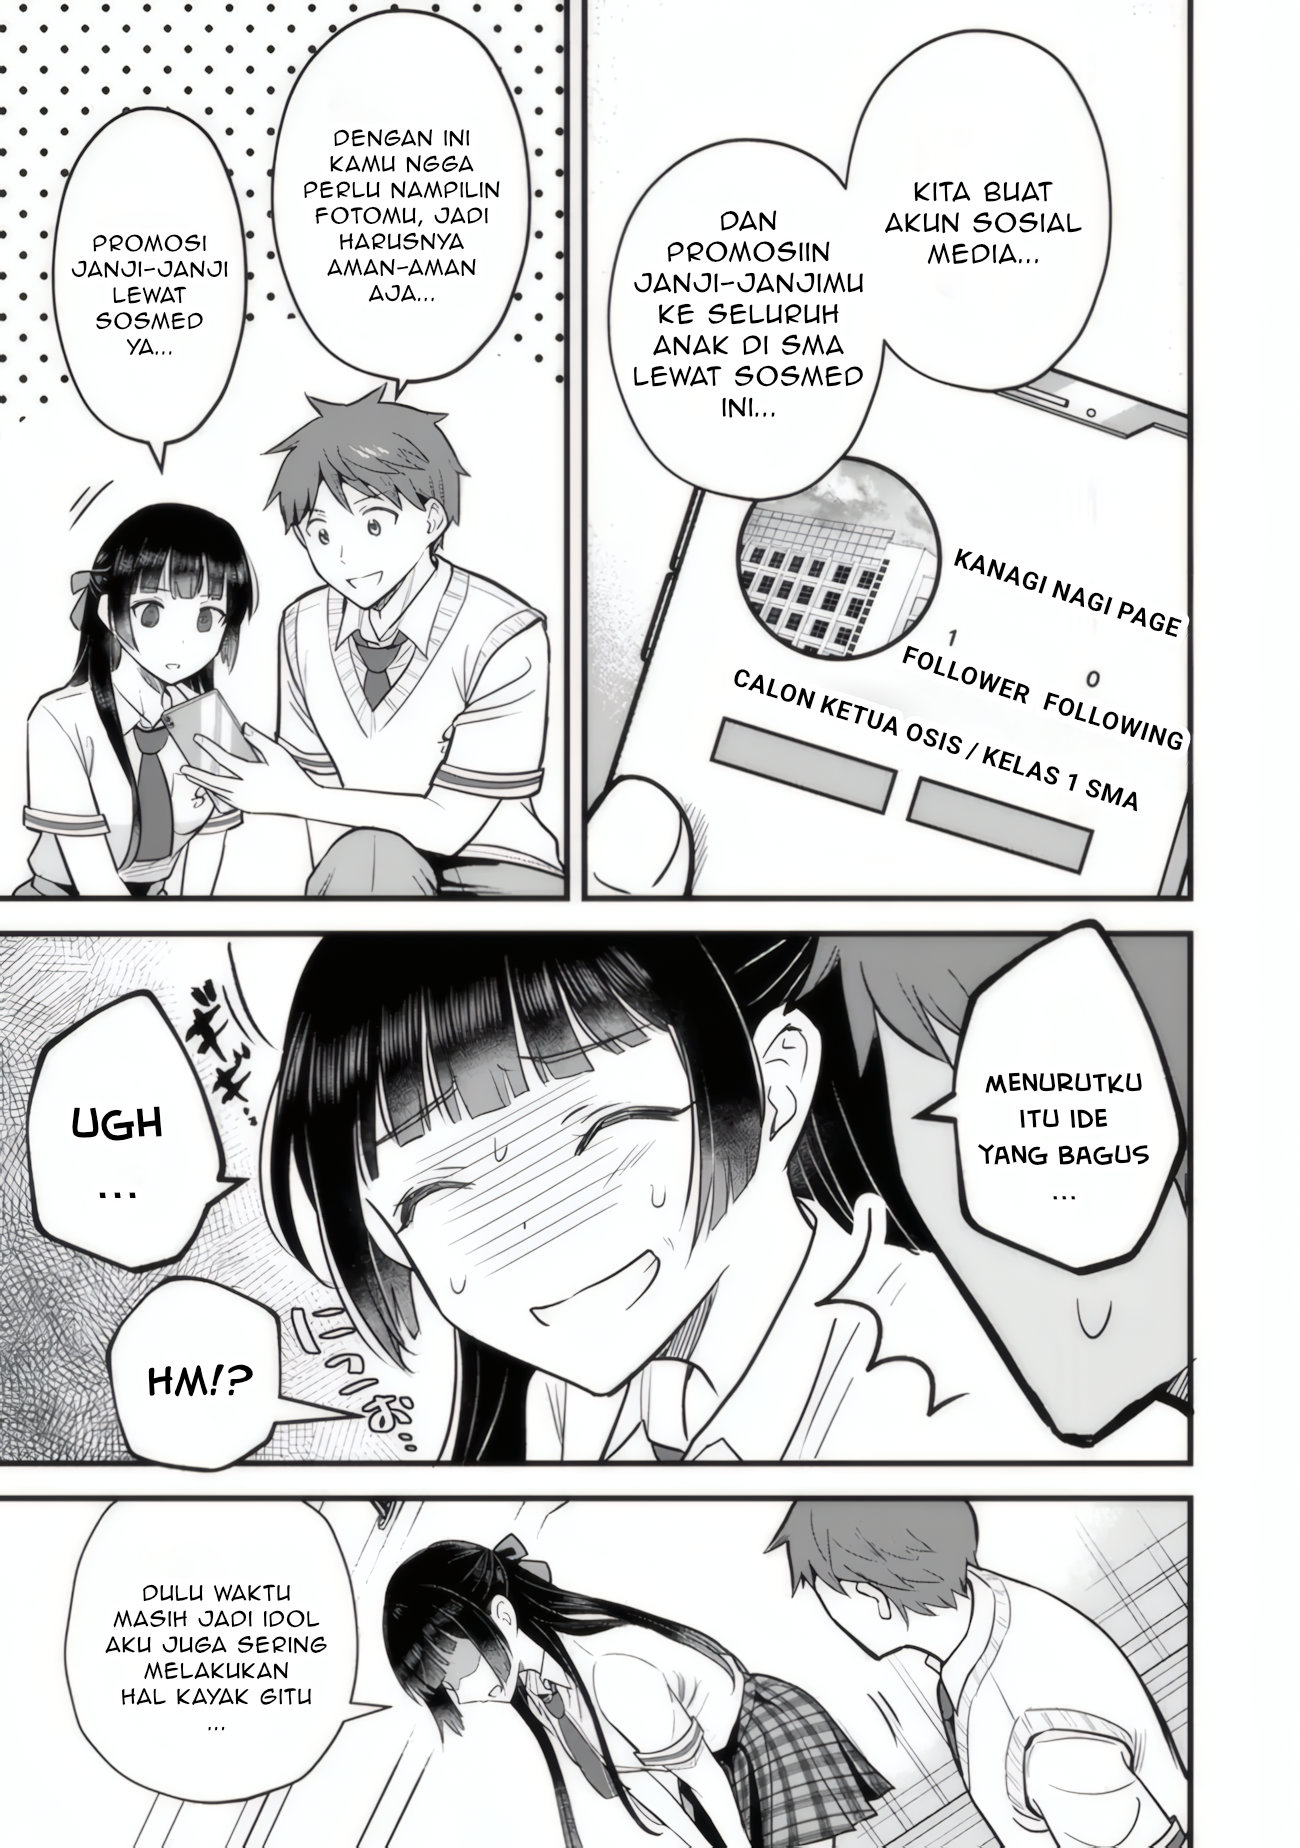 KITA BUAT
AKUN SOSIAL
MEDIA...
DAN
PROMOSIIN
JANJI-JANJIMU
KE SELURUH
ANAK DI SMA
LEWAT SOSMED
INI...
KANAGI NAGI PAGE
1
0
FOLLOWER FOLLOWING
CALON KETUA OSIS / KELAS 1 SMA
DENGAN INI
KAMU NGGA
PERLU NAMPILIN
FOTOMU, JADI
HARUSNYA
AMAN-AMAN
AJA...
PROMOSI
JANJI-JANJI
LEWAT
SOSMED
YA...
MENURUTKU
ITU IDE
YANG BAGUS
...
ギギギ...
UGH
...
HM!?
にっこお...
DULU WAKTU
MASIH JADI IDOL
AKU JUGA SERING
MELAKUKAN
HAL KAYAK GITU
...